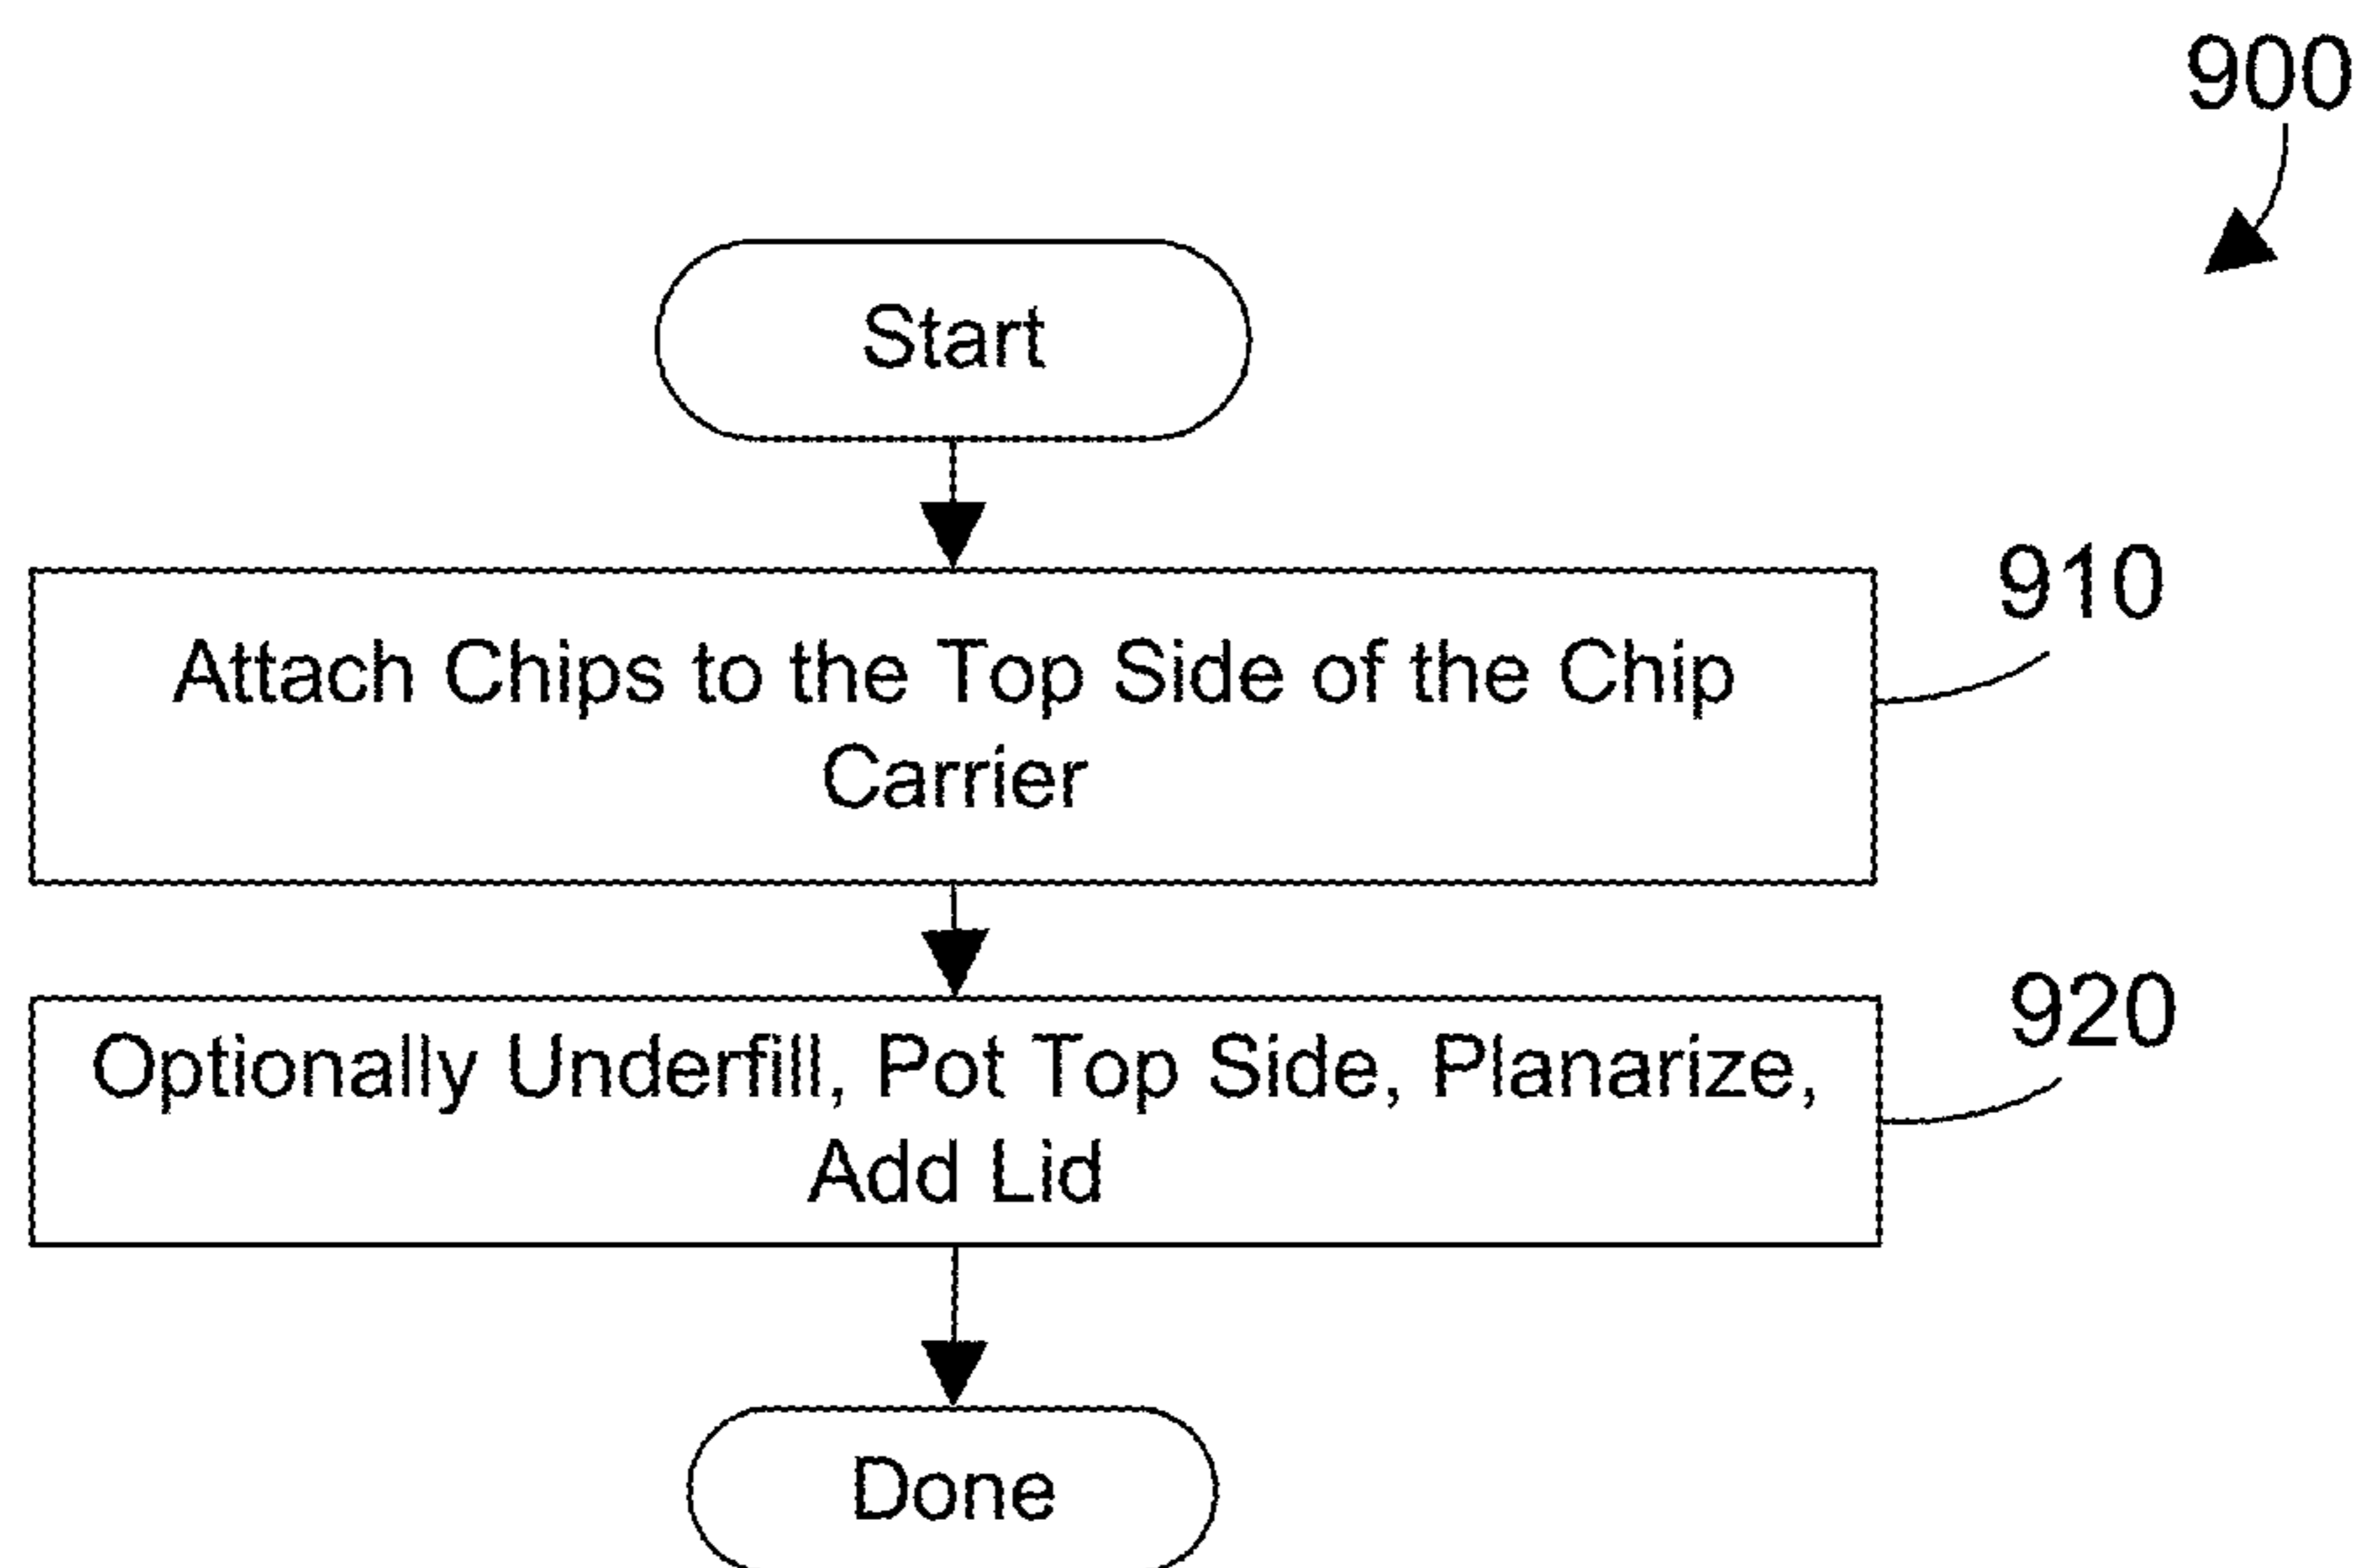 900
Start
910
Attach Chips to the Top Side of the Chip
Carrier
920
Optionally Underfill, Pot Top Side, Planarize,
Add Lid
Done